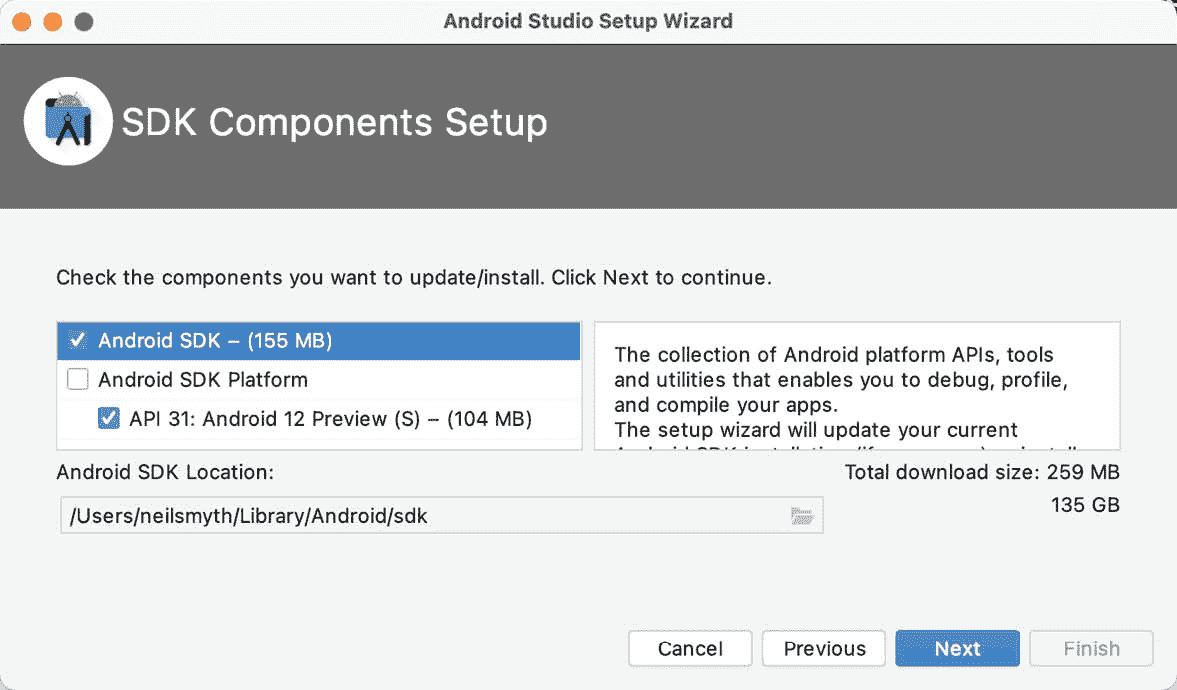 Android Studio Setup Wizard
SDK Components Setup
Check the components you want to update/install. Click Next to continue.
Android SDK – (155 MB)
Android SDK Platform
API 31: Android 12 Preview (S) – (104 MB)
The collection of Android platform APIs, tools
and utilities that enables you to debug, profile,
and compile your apps.
The setup wizard will update your current
Android SDK Location:
Total download size: 259 MB
/Users/neilsmyth/Library/Android/sdk
135 GB
Cancel
Previous
Next
Finish